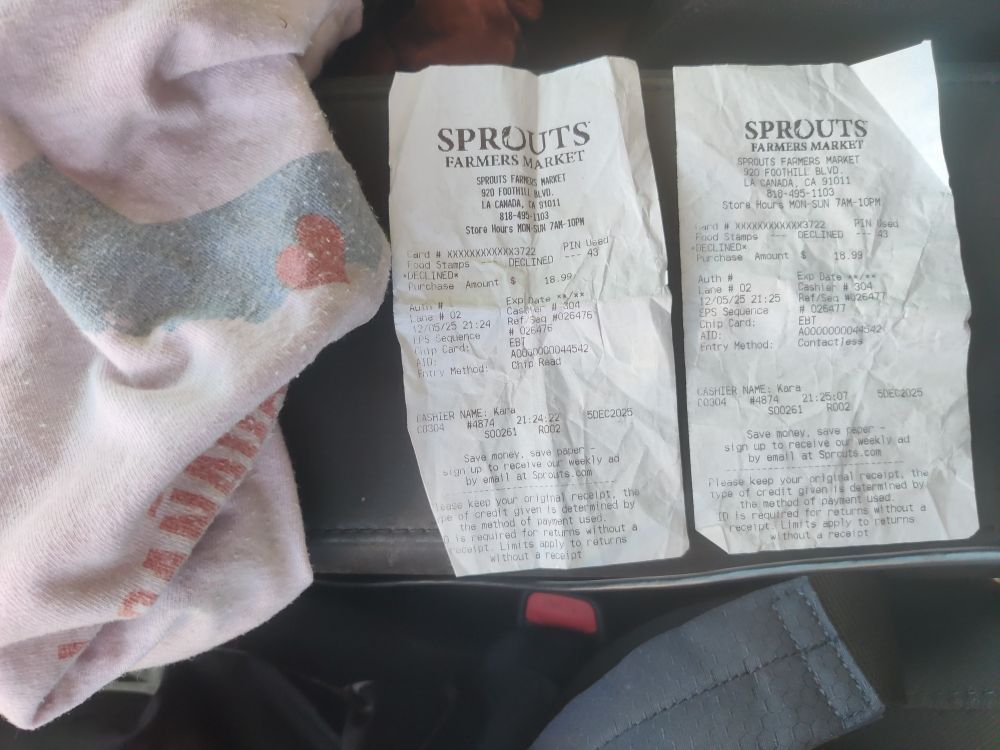 SPROUTS
FARMERS MARKET
SPROUTS FARMERS MARKET
920 FOOTHILL BLVD.
LA CANADA, CA 91011
818-495-1103
Store Hours MON-SUN 7AM-10PM
Card # XXXXXXXXXXXX3722 PIN Used
Food Stamps --- DECLINED -- 43
*DECLINED*
Purchase Amount $ 18.99
Auth # Exp Date **/**
Lane # 02 Cashier # 304
12/05/25 21:24 Ref/Seq #026476
EPS Sequence # 026476
Chip Card: EBT
AID: A0000000044542
Entry Method: Chip Read
CASHIER NAME: Kara
C0304 #4874 21:24:22 5DEC2025
S00261 R002
Save money, save paper -
sign up to receive our weekly ad
by email at Sprouts.com
Please keep your original receipt, the
type of credit given is determined by
the method of payment used.
ID is required for returns without a
receipt. Limits apply to returns
without a receipt
SPROUTS
FARMERS MARKET
SPROUTS FARMERS MARKET
920 FOOTHILL BLVD.
LA CANADA, CA 91011
818-495-1103
Store Hours MON-SUN 7AM-10PM
Card # XXXXXXXXXXXX3722 PIN Used
Food Stamps --- DECLINED -- 43
*DECLINED*
Purchase Amount $ 18.99
Auth # Exp Date **/**
Lane # 02 Cashier # 304
12/05/25 21:25 Ref/Seq #026477
EPS Sequence # 026477
Chip Card: EBT
AID: A0000000044542
Entry Method: Contactless
CASHIER NAME: Kara
C0304 #4874 21:25:07 5DEC2025
S00261 R002
Save money, save paper -
sign up to receive our weekly ad
by email at Sprouts.com
Please keep your original receipt, the
type of credit given is determined by
the method of payment used.
ID is required for returns without a
receipt. Limits apply to returns
without a receipt